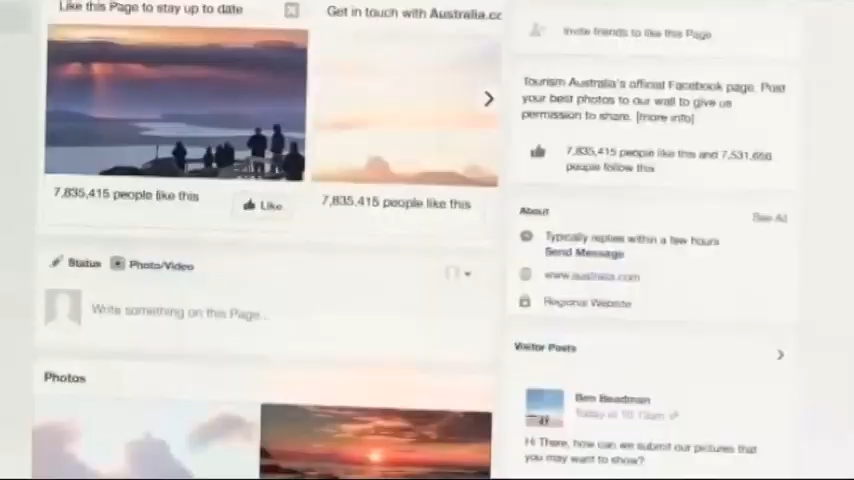 Like this Page to stay up to date
Get in touch with Australia.cc
7,835,415 people like this
Like
7,835,415 people like this
Status
Photo/Video
Write something on this Page...
Photos
Invite friends to like this Page
Tourism Australia's official Facebook page. Post
your best photos to our wall to give us
permission to share. [more info]
7,835,415 people like this and 7,531,656
people follow this
About
See All
Typically replies within a few hours
Send Message
www.australia.com
Regional Website
Visitor Posts
Ben Beadman
Today at 10:13am
Hi There, how can we submit our pictures that
you may want to show?